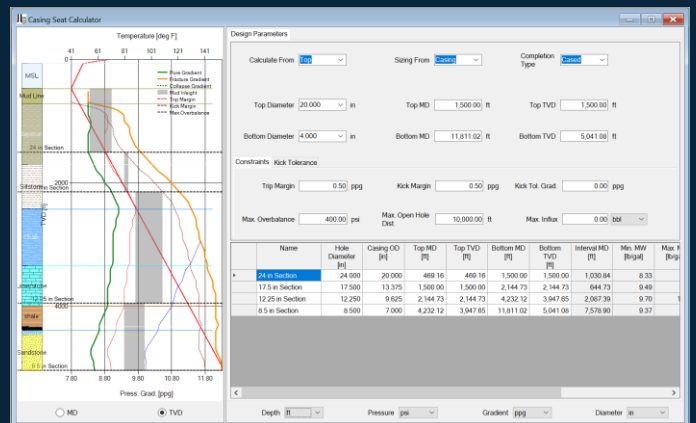 Casing Seat Calculator
Temperature [deg F]
41 61 81 101 121 141
0
MSL
Mud Line
Pore Gradient
Fracture Gradient
Collapse Gradient
Mud Weight
Trip Margin
Kick Margin
Max Overbalance
24 in Section
2000
Siltstone
in Section
TVD [ft]
12.25 in Section
4000
shale
Sandstone
8.5 in Section
7.80 8.80 9.80 10.80 11.80
Press. Grad. [ppg]
MD TVD
Design Parameters
Calculate From Top Sizing From Casing Completion Type Cased
Top Diameter 20.000 in Top MD 1,500.00 ft Top TVD 1,500.00 ft
Bottom Diameter 4.000 in Bottom MD 11,811.02 ft Bottom TVD 5,041.08 ft
Constraints Kick Tolerance
Trip Margin 0.50 ppg Kick Margin 0.50 ppg Kick Tol. Grad. 0.00 ppg
Max. Overbalance 400.00 psi Max. Open Hole Dist. 10,000.00 ft Max. Influx 0.00 bbl
Name Hole Diameter [in] Casing OD [in] Top MD [ft] Top TVD [ft] Bottom MD [ft] Bottom TVD [ft] Interval MD [ft] Min. MW [lb/gal] Max. M [lb/ga
24 in Section 24.000 20.000 469.16 469.16 1,500.00 1,500.00 1,030.84 8.33
17.5 in Section 17.500 13.375 1,500.00 1,500.00 2,144.73 2,144.73 644.73 9.49
12.25 in Section 12.250 9.625 2,144.73 2,144.73 4,232.12 3,947.65 2,087.39 9.70 1
8.5 in Section 8.500 7.000 4,232.12 3,947.65 11,811.02 5,041.08 7,578.90 9.37
Depth ft Pressure psi Gradient ppg Diameter in